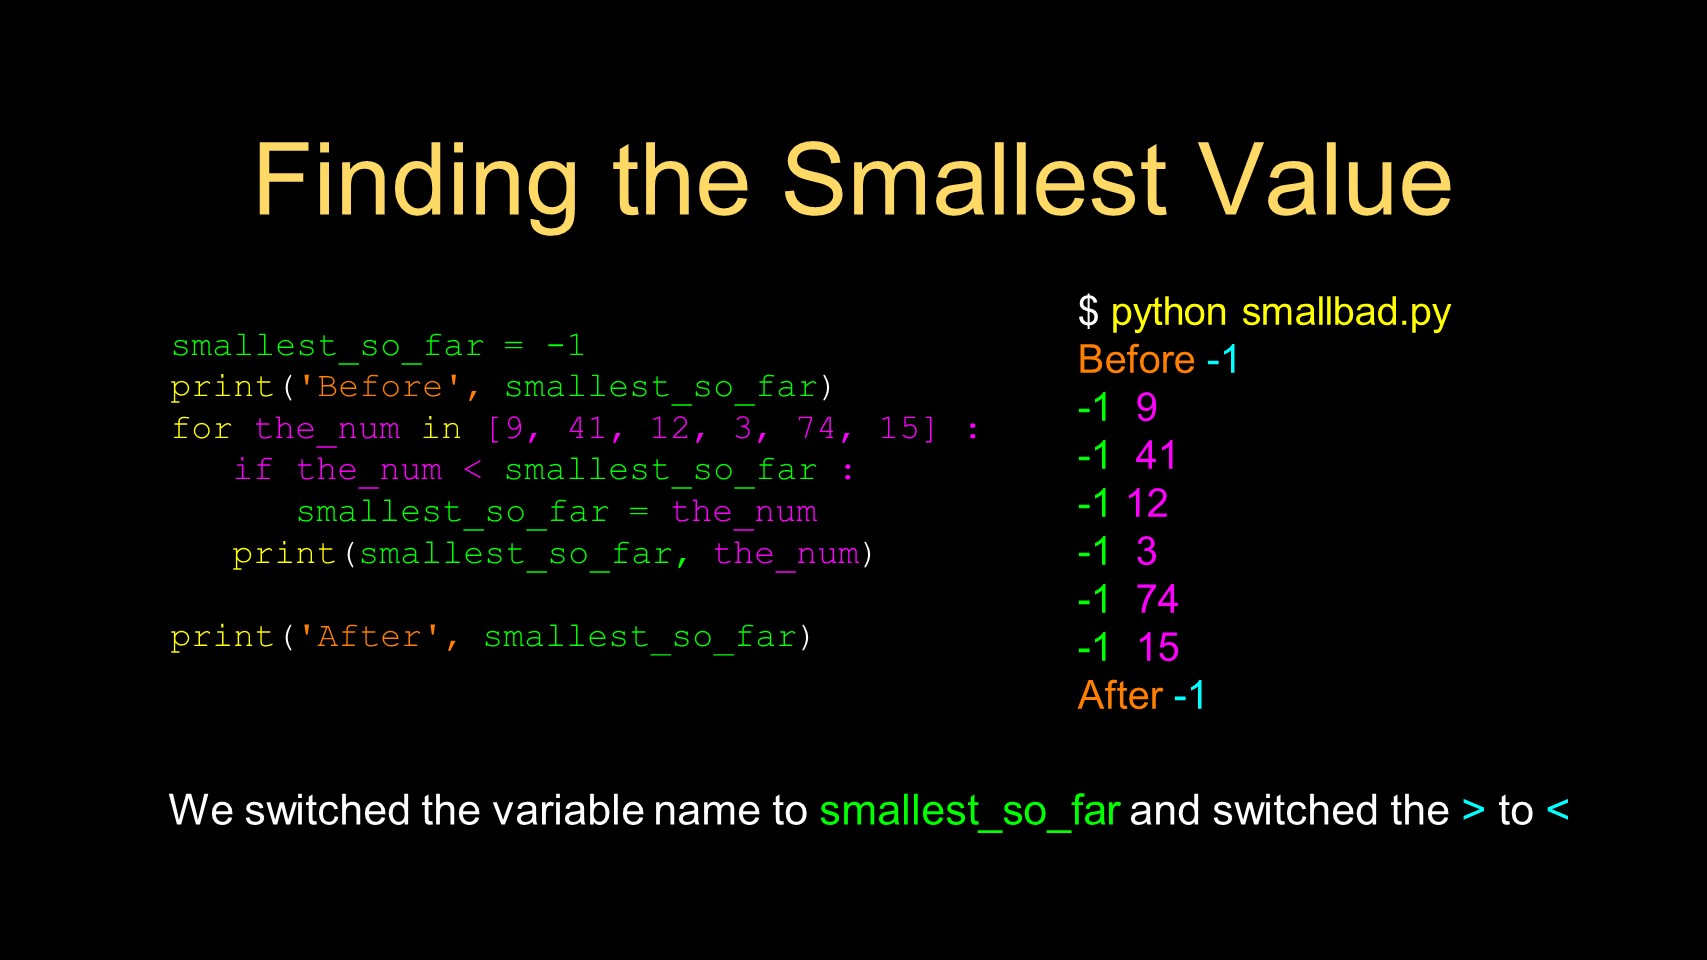 Finding the Smallest Value
smallest_so_far = -1
print('Before', smallest_so_far)
for the_num in [9, 41, 12, 3, 74, 15] :
   if the_num < smallest_so_far :
      smallest_so_far = the_num
   print(smallest_so_far, the_num)
print('After', smallest_so_far)
$ python smallbad.py
Before -1
-1 9
-1 41
-1 12
-1 3
-1 74
-1 15
After -1
We switched the variable name to smallest_so_far and switched the > to <